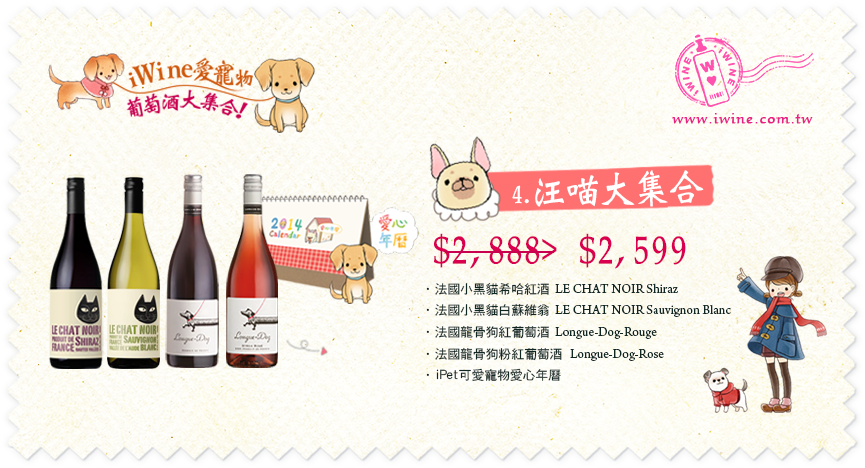 iWine愛寵物
葡萄酒大集合!
iWINE
W
iWINE
www.iwine.com.tw
4.汪喵大集合
$2,888> $2,599
· 法國小黑貓希哈紅酒 LE CHAT NOIR Shiraz
· 法國小黑貓白蘇維翁 LE CHAT NOIR Sauvignon Blanc
· 法國龍骨狗紅葡萄酒 Longue-Dog-Rouge
· 法國龍骨狗粉紅葡萄酒 Longue-Dog-Rose
· iPet可愛寵物愛心年曆
2014
Calendar
愛心
年曆
LE CHAT NOIR
PRODUIT DE
FRANCE
SHIRAZ
LE CHAT NOIR
FRANCE
SAUVIGNON
BLANC
Longue-Dog
Longue-Dog